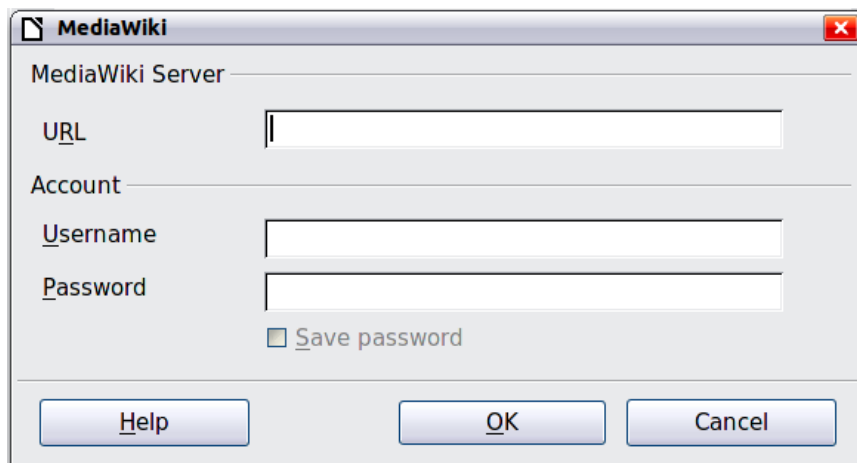 MediaWiki
MediaWiki Server
URL
Account
Username
Password
Save password
Help OK Cancel